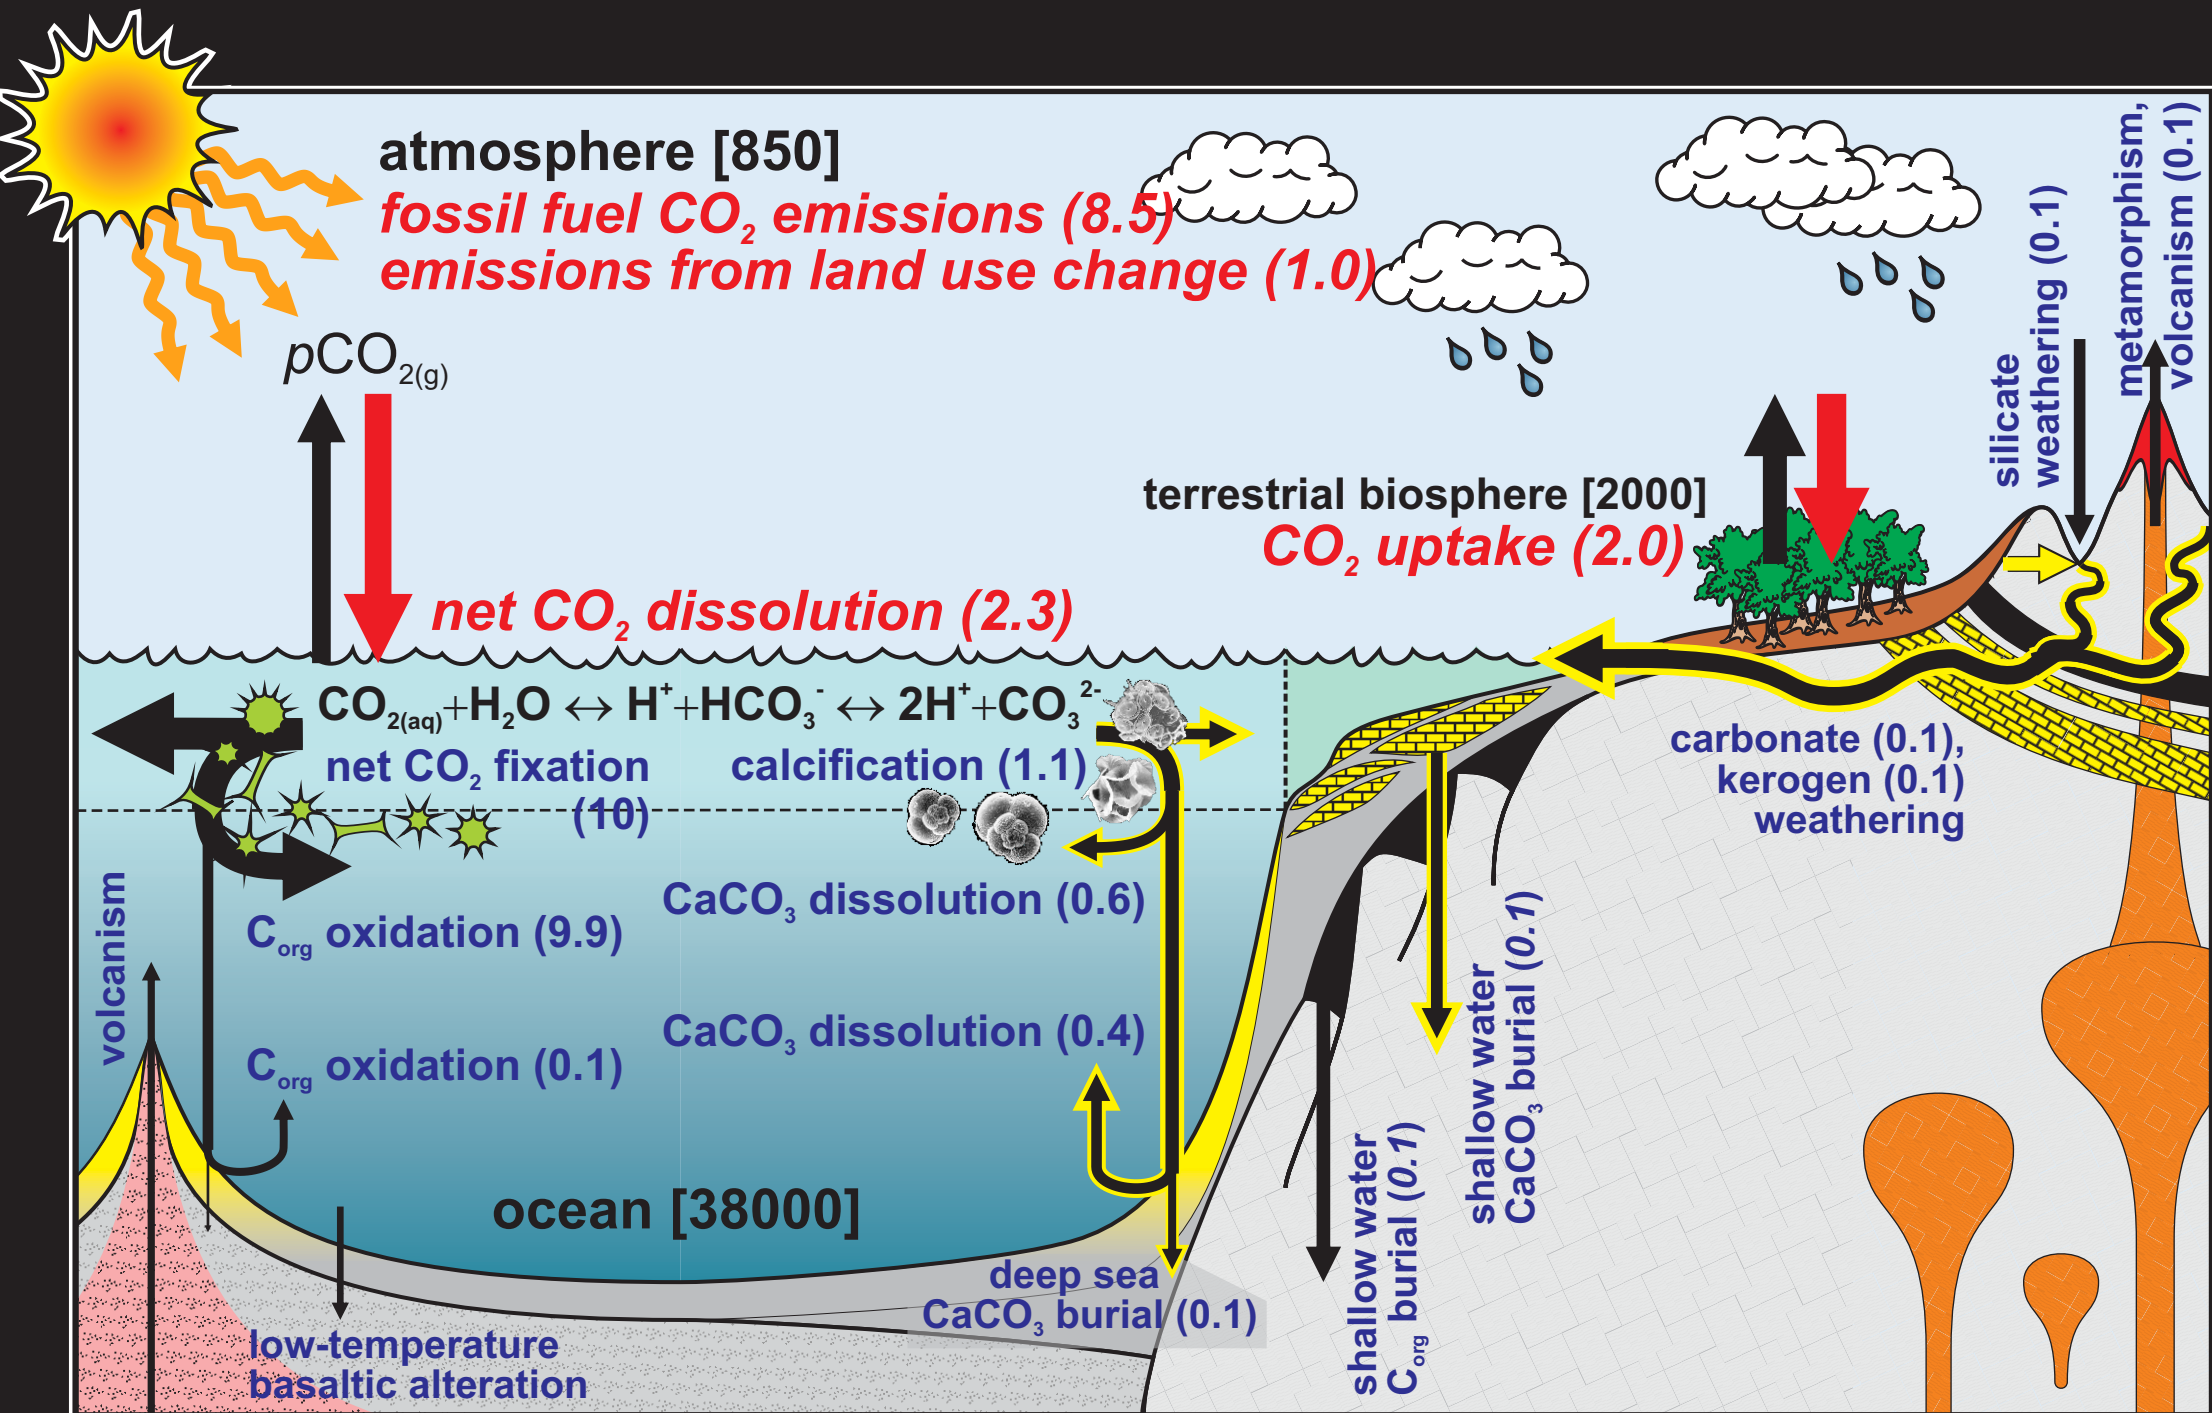 atmosphere [850]
fossil fuel CO₂ emissions (8.5)
emissions from land use change (1.0)
pCO₂(g)
silicate
weathering (0.1)
metamorphism,
volcanism (0.1)
terrestrial biosphere [2000]
CO₂ uptake (2.0)
net CO₂ dissolution (2.3)
CO₂(aq)+H₂O ↔ H⁺+HCO₃⁻ ↔ 2H⁺+CO₃²⁻
net CO₂ fixation
(10)
calcification (1.1)
carbonate (0.1),
kerogen (0.1)
weathering
CaCO₃ dissolution (0.6)
Corg oxidation (9.9)
volcanism
CaCO₃ dissolution (0.4)
Corg oxidation (0.1)
shallow water
CaCO₃ burial (0.1)
shallow water
Corg burial (0.1)
ocean [38000]
deep sea
CaCO₃ burial (0.1)
low-temperature
basaltic alteration